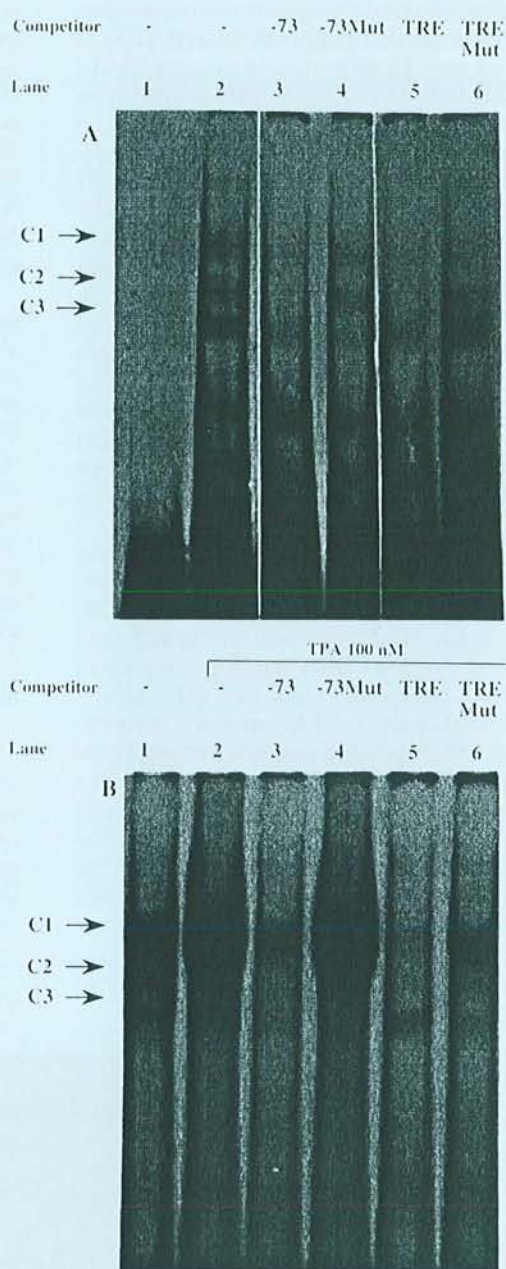 Competitor - - -73 -73Mut TRE TRE
Mut
Lane 1 2 3 4 5 6
A
C1
C2
C3
TPA 100 nM
Competitor - - -73 -73Mut TRE TRE
Mut
Lane 1 2 3 4 5 6
B
C1
C2
C3